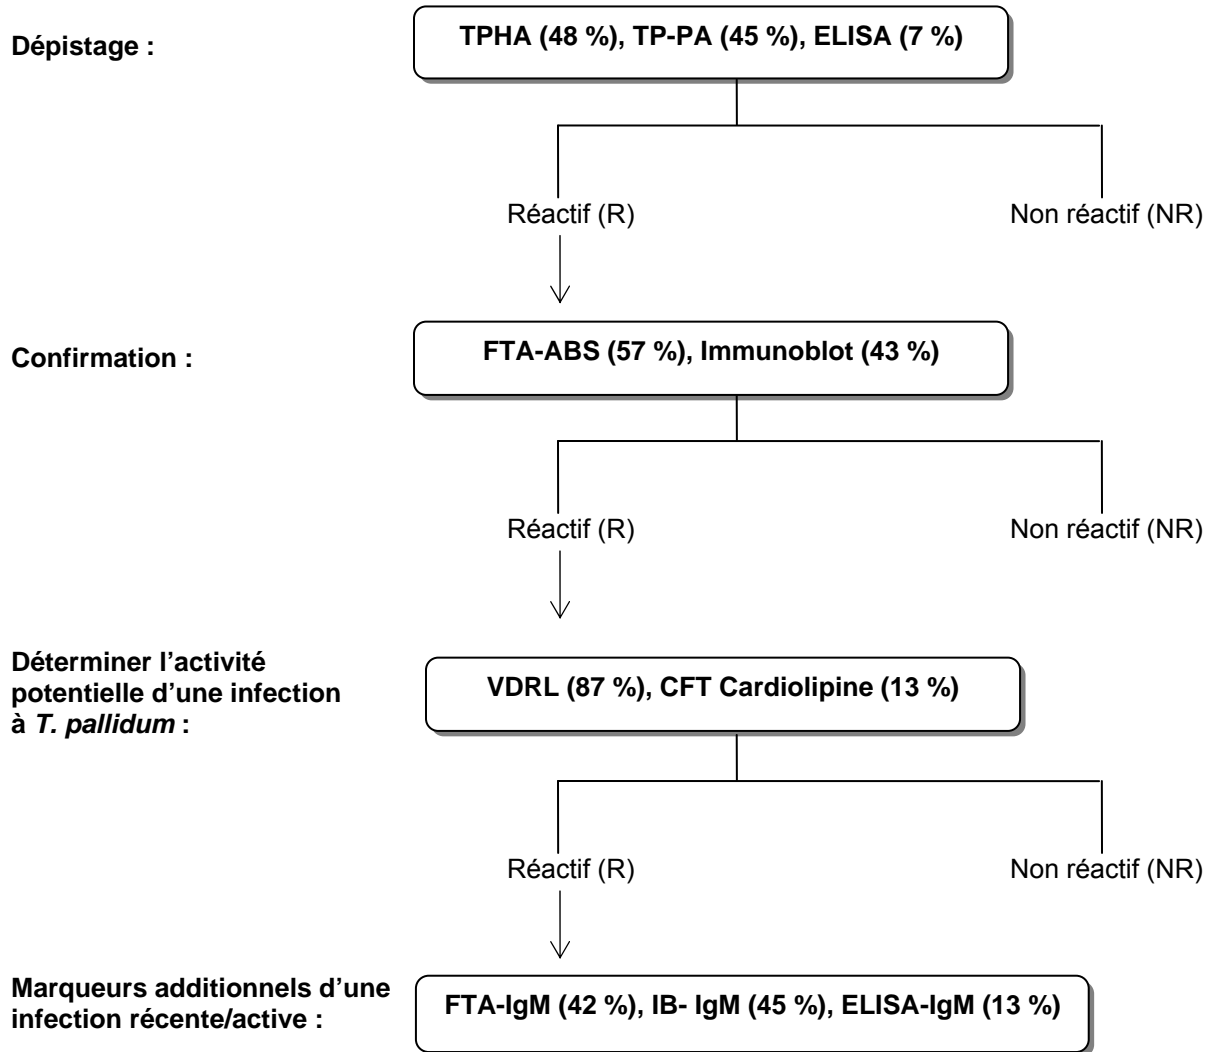 Dépistage :
TPHA (48 %), TP-PA (45 %), ELISA (7 %)
Réactif (R)
Non réactif (NR)
Confirmation :
FTA-ABS (57 %), Immunoblot (43 %)
Réactif (R)
Non réactif (NR)
Déterminer l’activité
potentielle d’une infection
à T. pallidum :
VDRL (87 %), CFT Cardiolipine (13 %)
Réactif (R)
Non réactif (NR)
Marqueurs additionnels d’une
infection récente/active :
FTA-IgM (42 %), IB- IgM (45 %), ELISA-IgM (13 %)